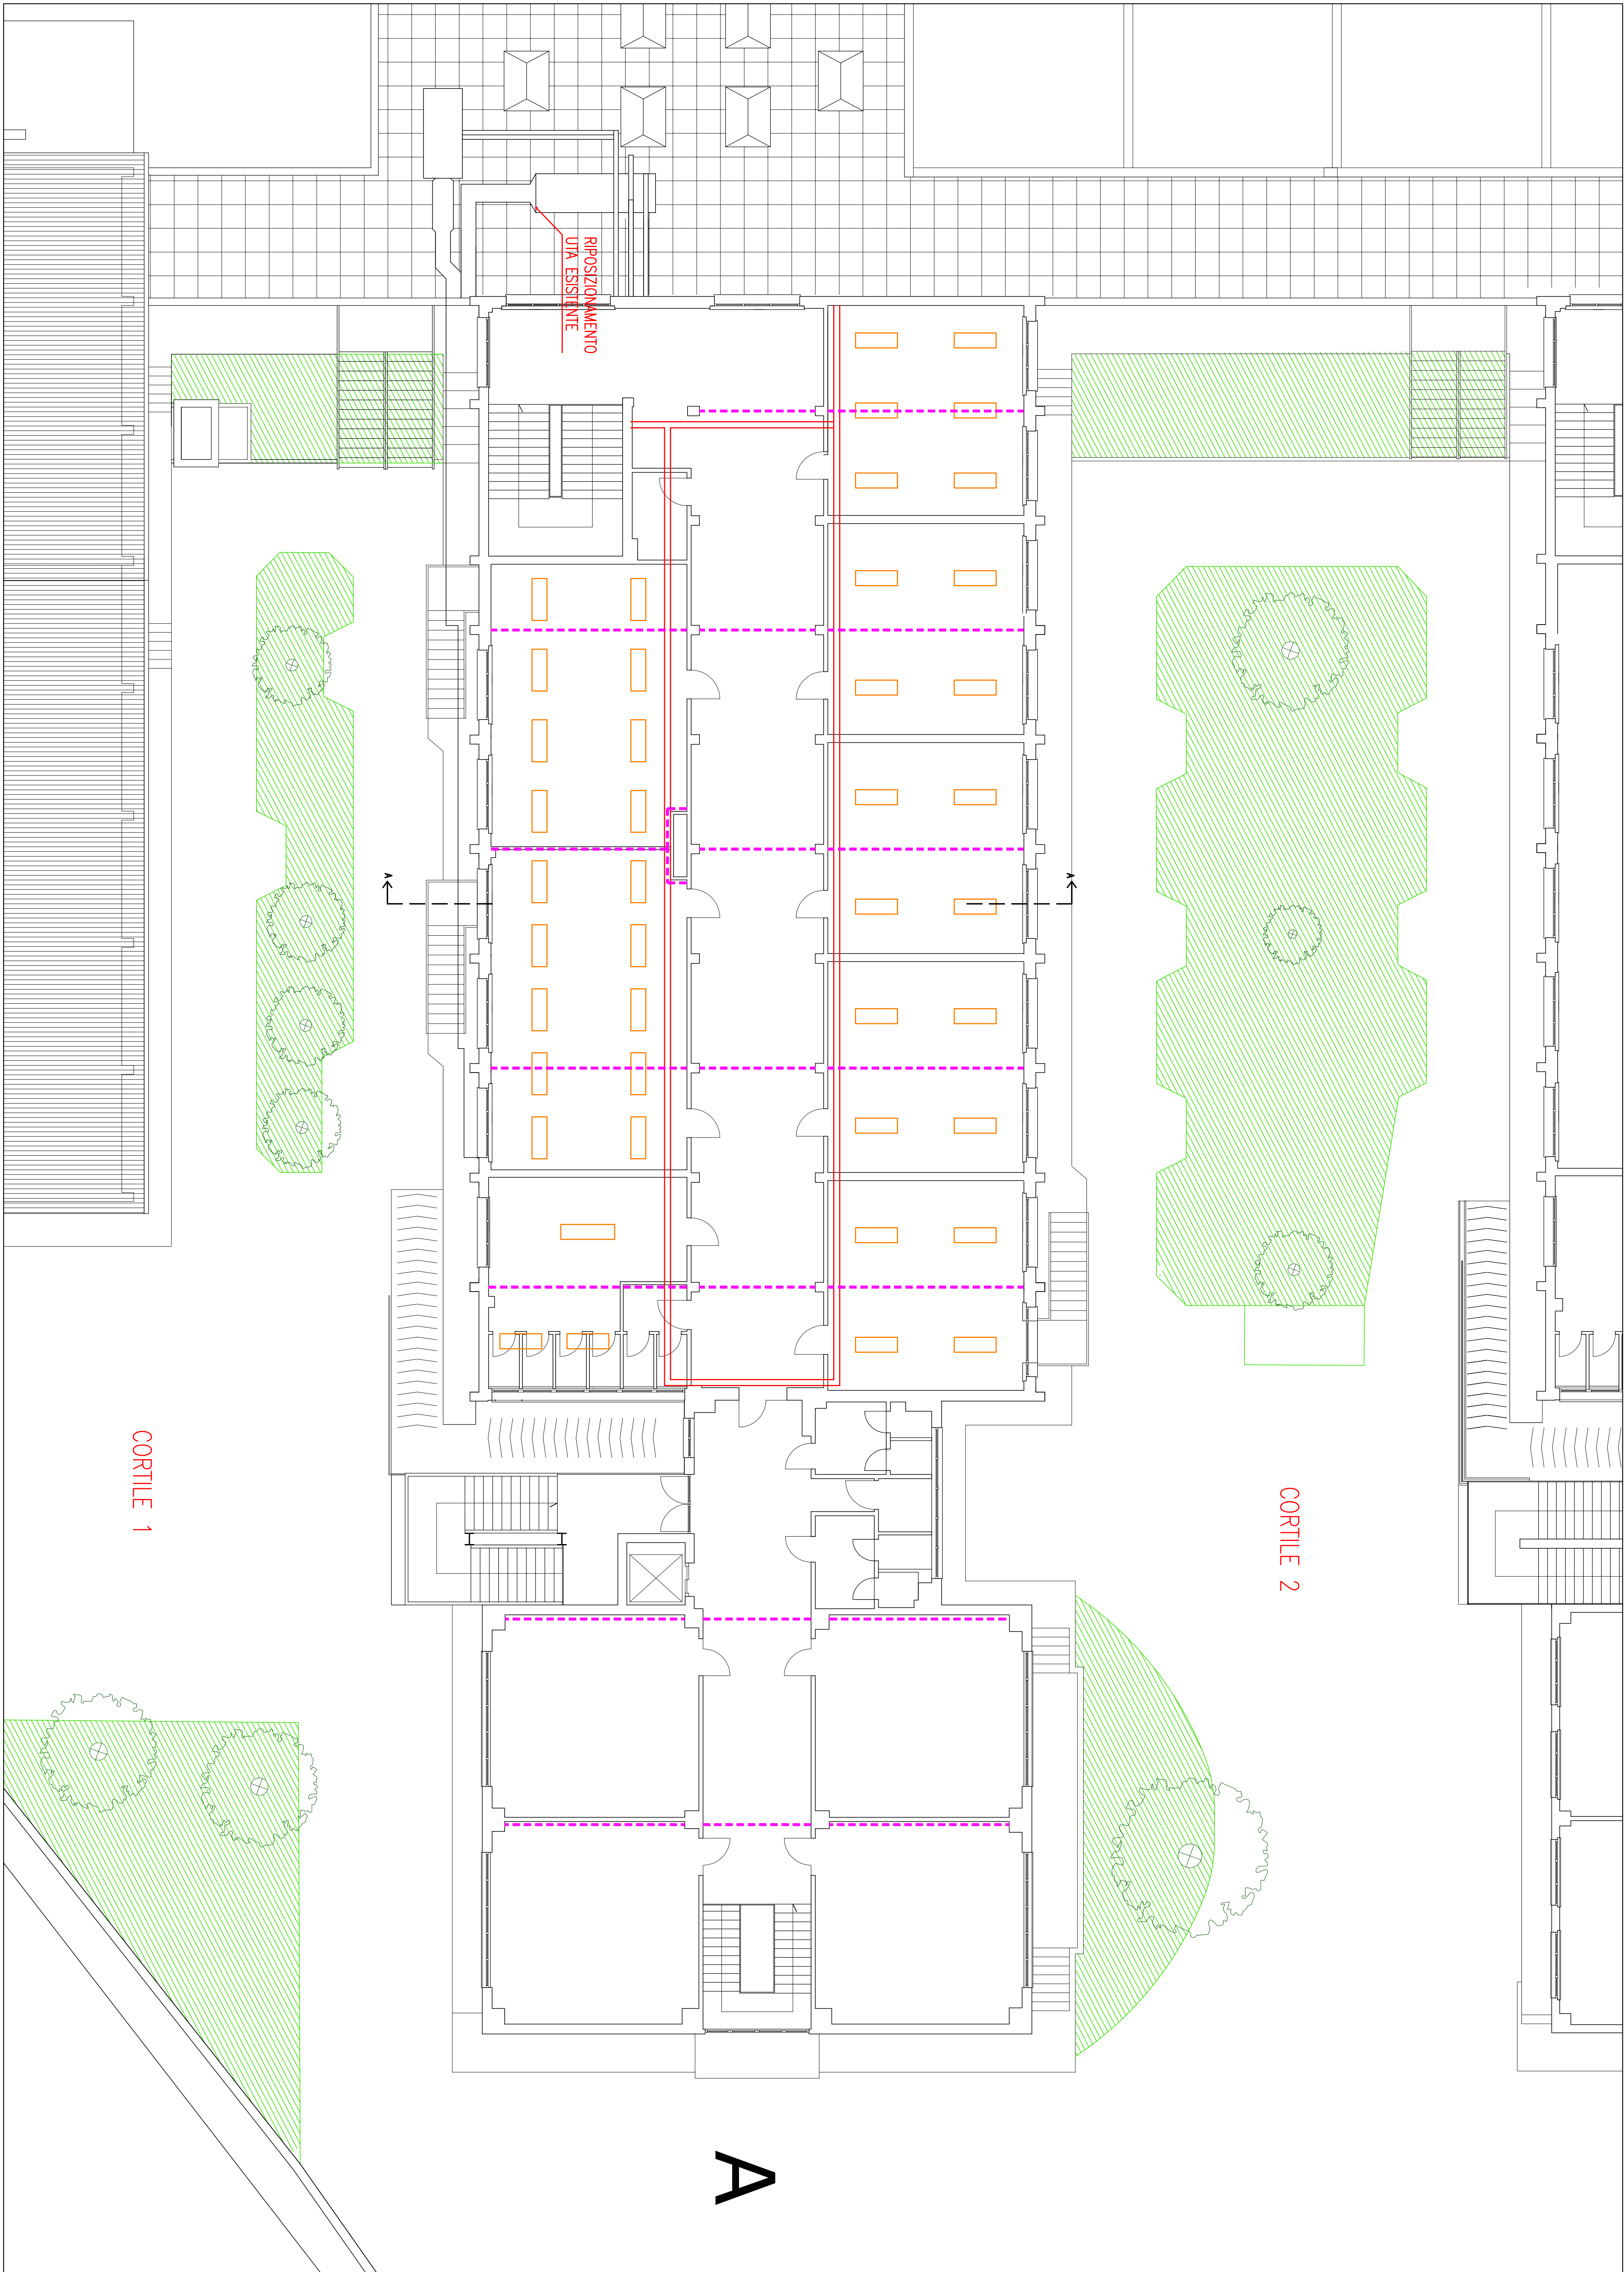 RIPOSIZIONAMENTO
UTA ESISTENTE
A
A
CORTILE 1
CORTILE 2
A